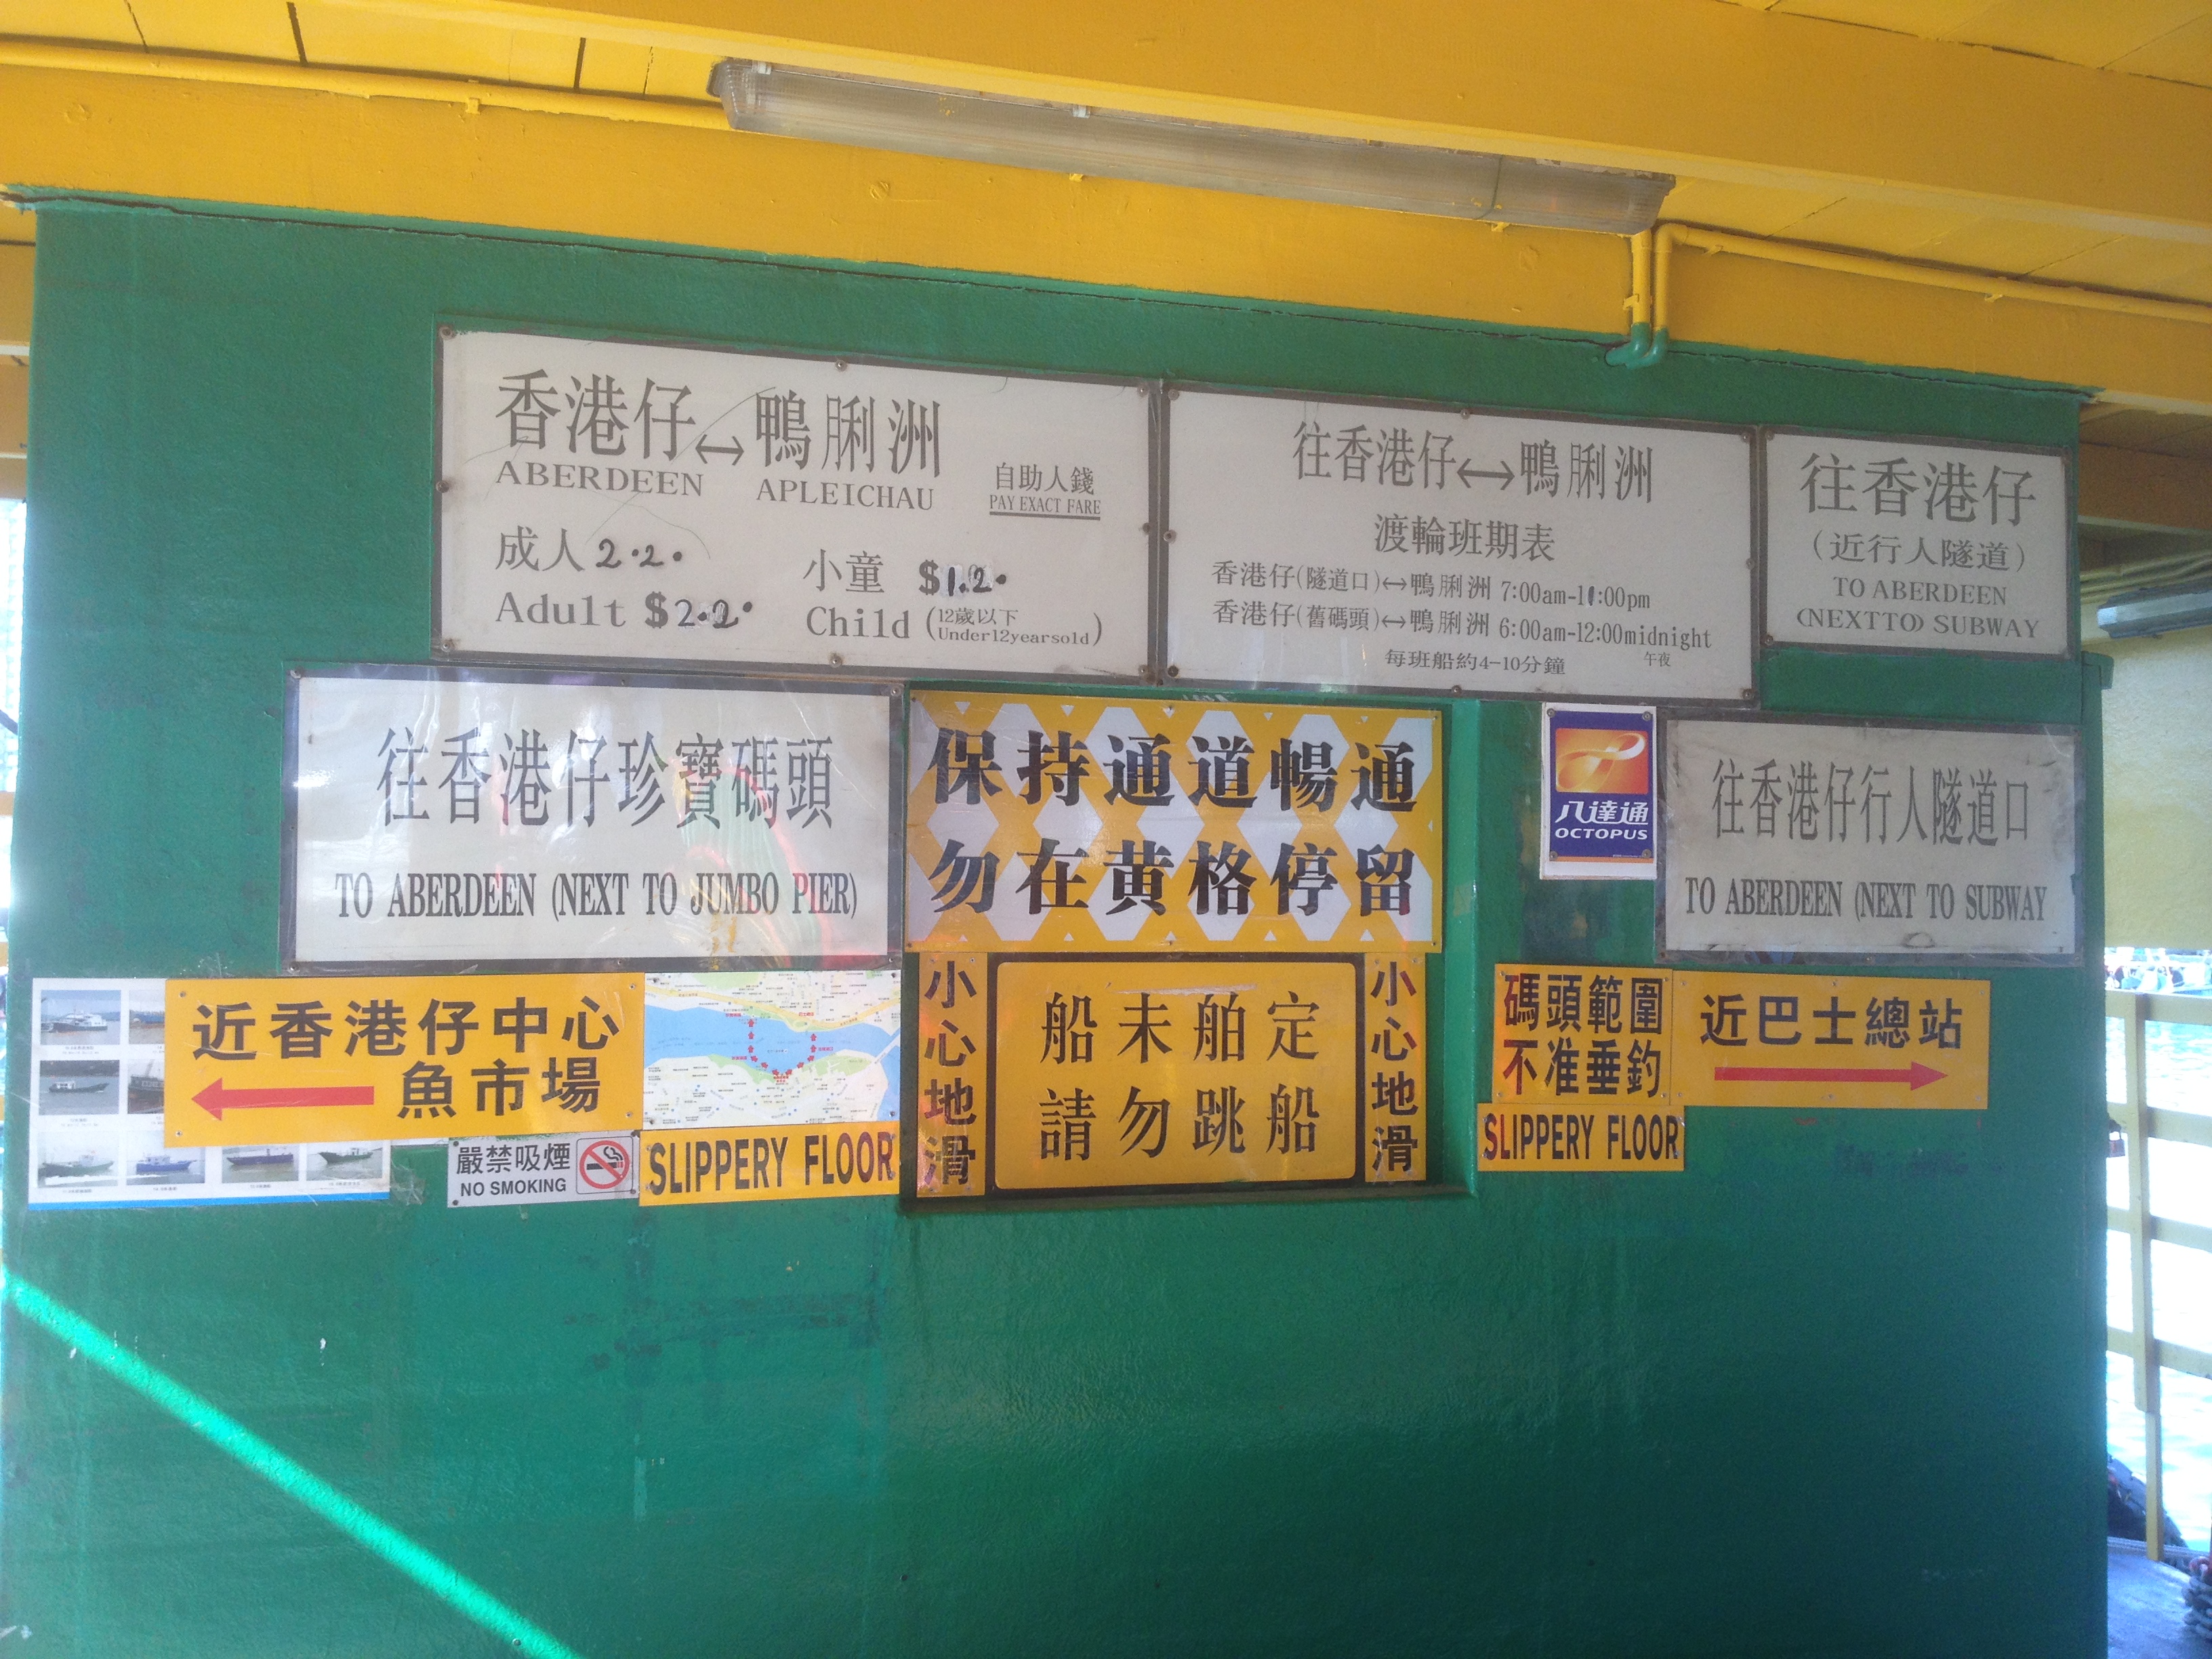 香港仔↔鴨脷洲
ABERDEEN APLEICHAU
自助人錢
PAY EXACT FARE
成人 2.2.
Adult $2.2.
小童 $1.2.
Child (12歲以下
Under12yearsold)
往香港仔↔鴨脷洲
渡輪班期表
香港仔(隧道口)↔鴨脷洲 7:00am-11:00pm
香港仔(舊碼頭)↔鴨脷洲 6:00am-12:00midnight
午夜
每班船約4-10分鐘
往香港仔
(近行人隧道)
TO ABERDEEN
(NEXTTO) SUBWAY
往香港仔珍寶碼頭
TO ABERDEEN (NEXT TO JUMBO PIER)
保持通道暢通
勿在黄格停留
八達通
OCTOPUS
往香港仔行人隧道口
TO ABERDEEN (NEXT TO SUBWAY
近香港仔中心
魚市場
嚴禁吸煙
NO SMOKING
SLIPPERY FLOOR
小心地滑
船未舶定
請勿跳船
小心地滑
碼頭範圍
不准垂釣
SLIPPERY FLOOR
近巴士總站